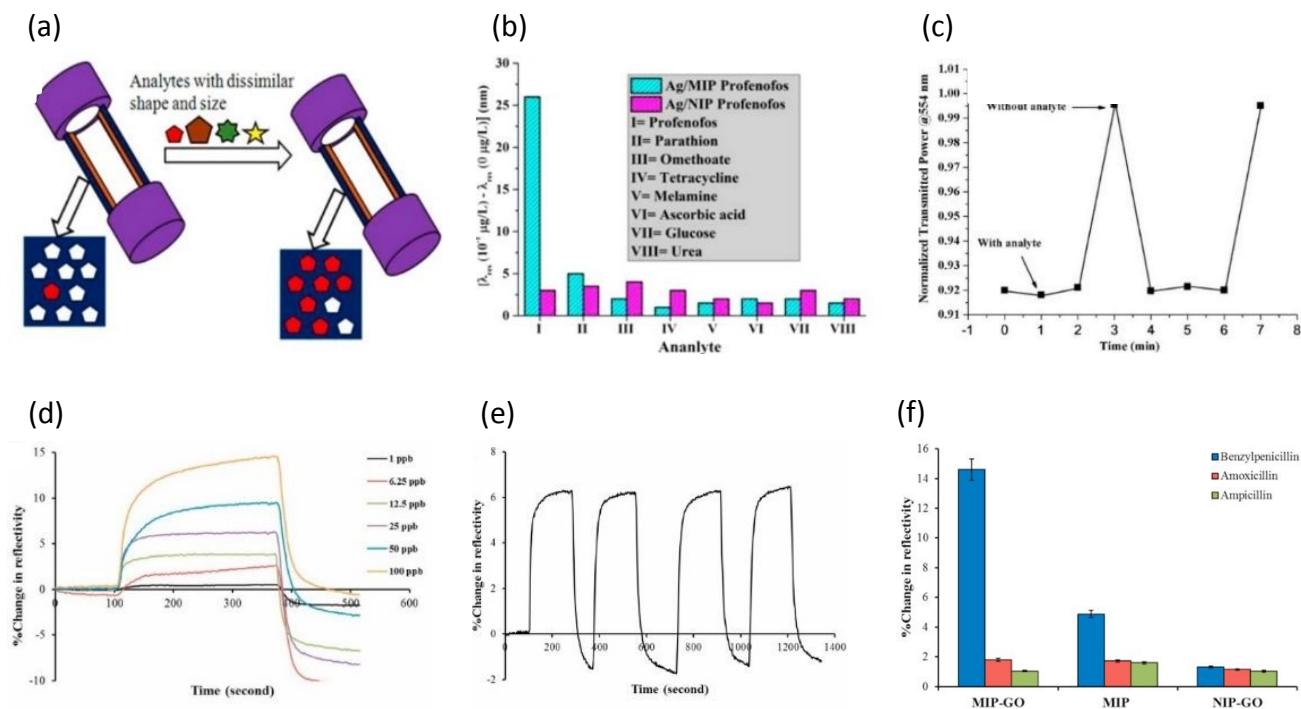 (a)
Analytes with dissimilar
shape and size
(b)
[λres (10⁻¹ μg/L) - λres (0 μg/L)] (nm)
30
25
20
15
10
5
0
Ag/MIP Profenofos
Ag/NIP Profenofos
I= Profenofos
II= Parathion
III= Omethoate
IV= Tetracycline
V= Melamine
VI= Ascorbic acid
VII= Glucose
VIII= Urea
I II III IV V VI VII VIII
Ananlyte
(c)
Normalized Transmitted Power @554 nm
1.01
1.00
0.99
0.98
0.97
0.96
0.95
0.94
0.93
0.92
0.91
Without analyte
With analyte
-1 0 1 2 3 4 5 6 7 8
Time (min)
(d)
%Change in reflectivity
15
10
5
0
-5
-10
0 100 200 300 400 500 600
1 ppb
6.25 ppb
12.5 ppb
25 ppb
50 ppb
100 ppb
Time (second)
(e)
%Change in reflectivity
8
6
4
2
0
-2
0 200 400 600 800 1000 1200 1400
Time (second)
(f)
%Change in reflectivity
16
14
12
10
8
6
4
2
0
Benzylpenicillin
Amoxicillin
Ampicillin
MIP-GO MIP NIP-GO